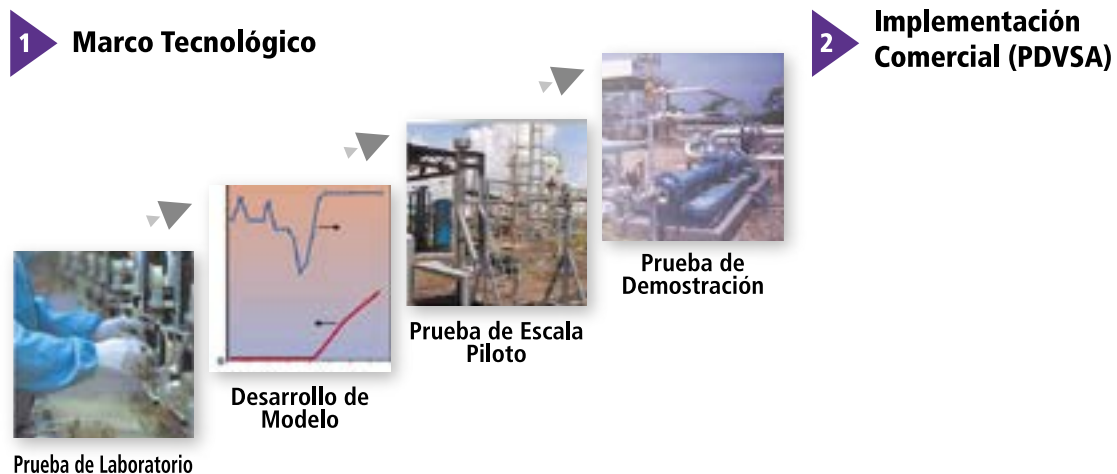 1
Marco Tecnológico
2
Implementación
Comercial (PDVSA)
Prueba de Laboratorio
Desarrollo de
Modelo
Prueba de Escala
Piloto
Prueba de
Demostración